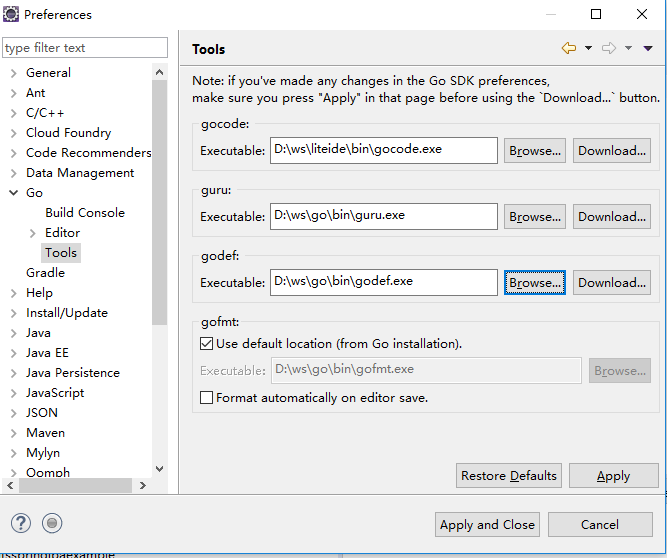 Preferences
type filter text
General
Ant
C/C++
Cloud Foundry
Code Recommenders
Data Management
Go
Build Console
Editor
Tools
Gradle
Help
Install/Update
Java
Java EE
Java Persistence
JavaScript
JSON
Maven
Mylyn
Oomph
Tools
Note: if you've made any changes in the Go SDK preferences,
make sure you press "Apply" in that page before using the `Download...` button.
gocode:
Executable: D:\ws\liteide\bin\gocode.exe Browse... Download...
guru:
Executable: D:\ws\go\bin\guru.exe Browse... Download...
godef:
Executable: D:\ws\go\bin\godef.exe Browse... Download...
gofmt:
Use default location (from Go installation).
Executable: D:\ws\go\bin\gofmt.exe Browse...
Format automatically on editor save.
Restore Defaults Apply
? Apply and Close Cancel